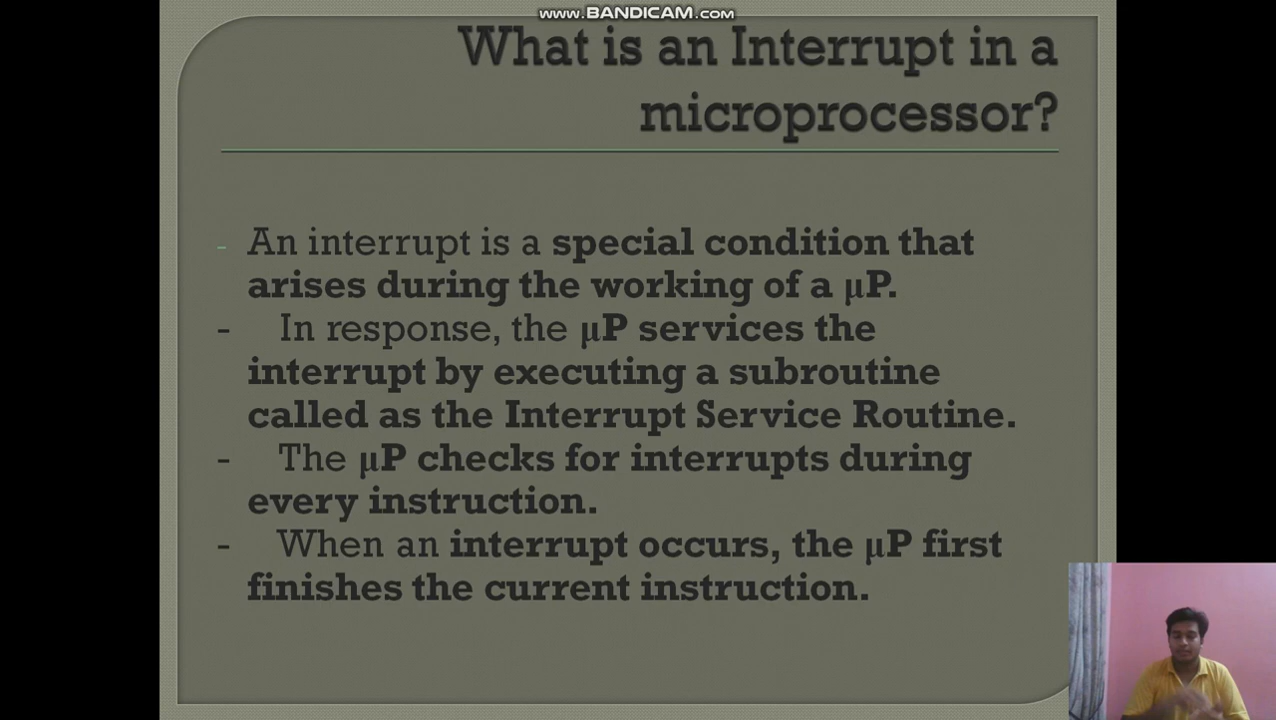 www.BANDICAM.com
What is an Interrupt in a
microprocessor?
- An interrupt is a special condition that
arises during the working of a μP.
- In response, the μP services the
interrupt by executing a subroutine
called as the Interrupt Service Routine.
- The μP checks for interrupts during
every instruction.
- When an interrupt occurs, the μP first
finishes the current instruction.